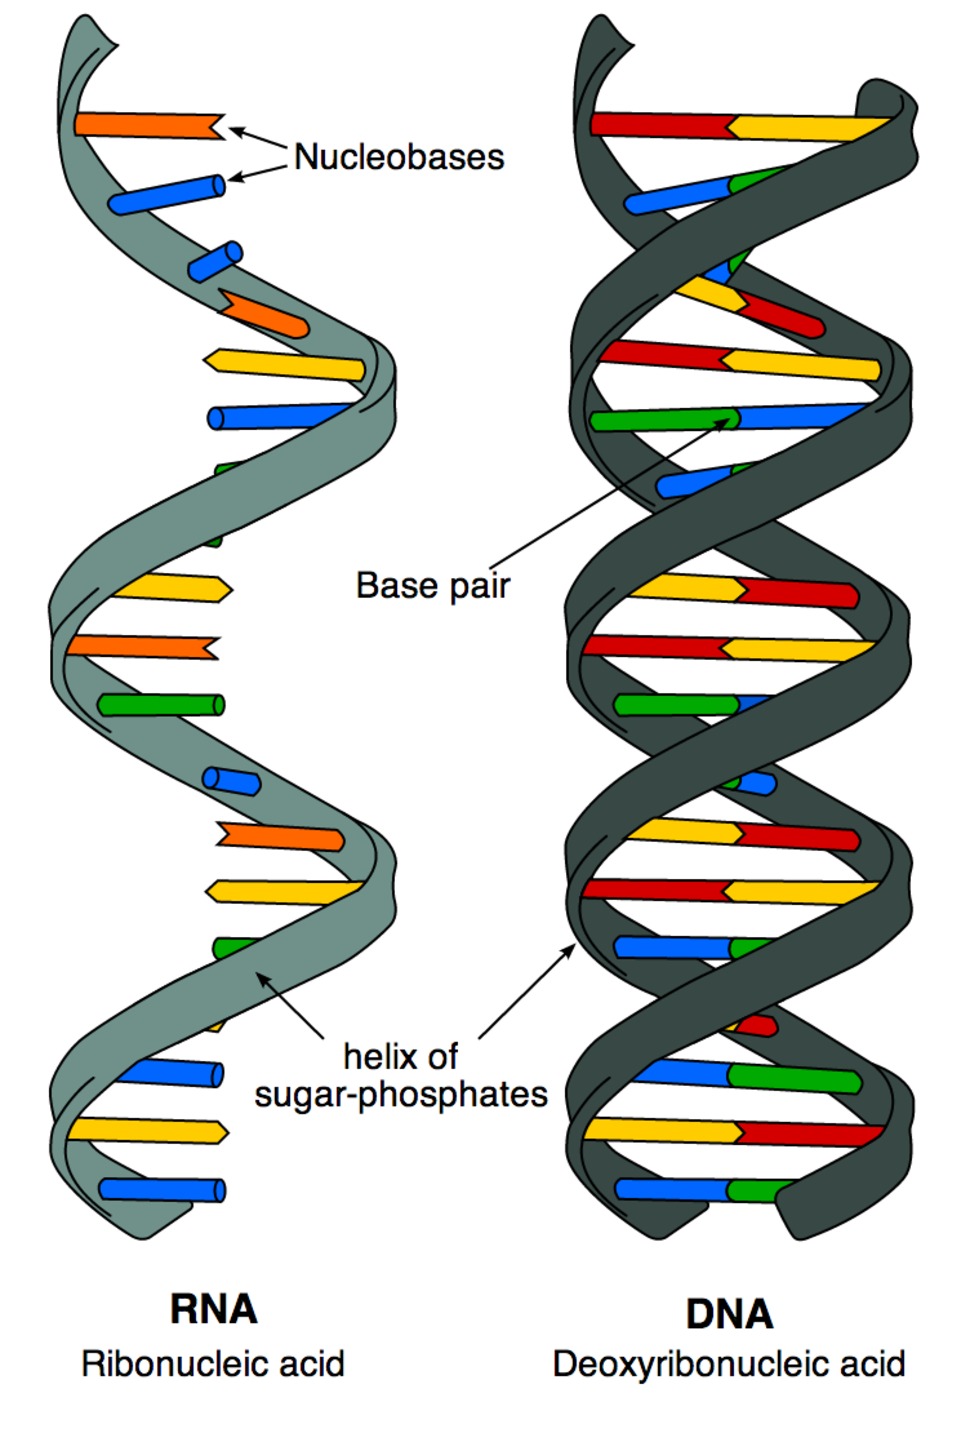 Nucleobases
Base pair
helix of
sugar-phosphates
RNA
Ribonucleic acid
DNA
Deoxyribonucleic acid